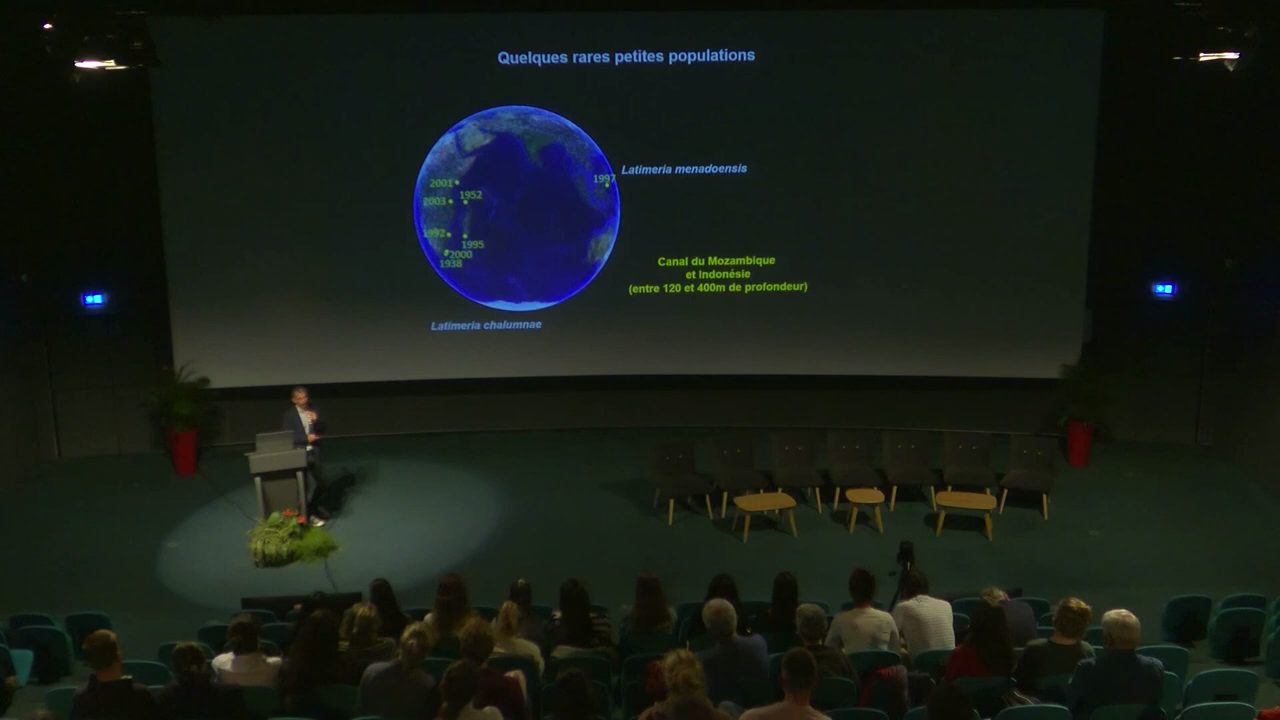 Quelques rares petites populations
Latimeria menadoensis
1997
2001
1952
2003
1992
1995
2000
1938
Canal du Mozambique
et Indonésie
(entre 120 et 400m de profondeur)
Latimeria chalumnae